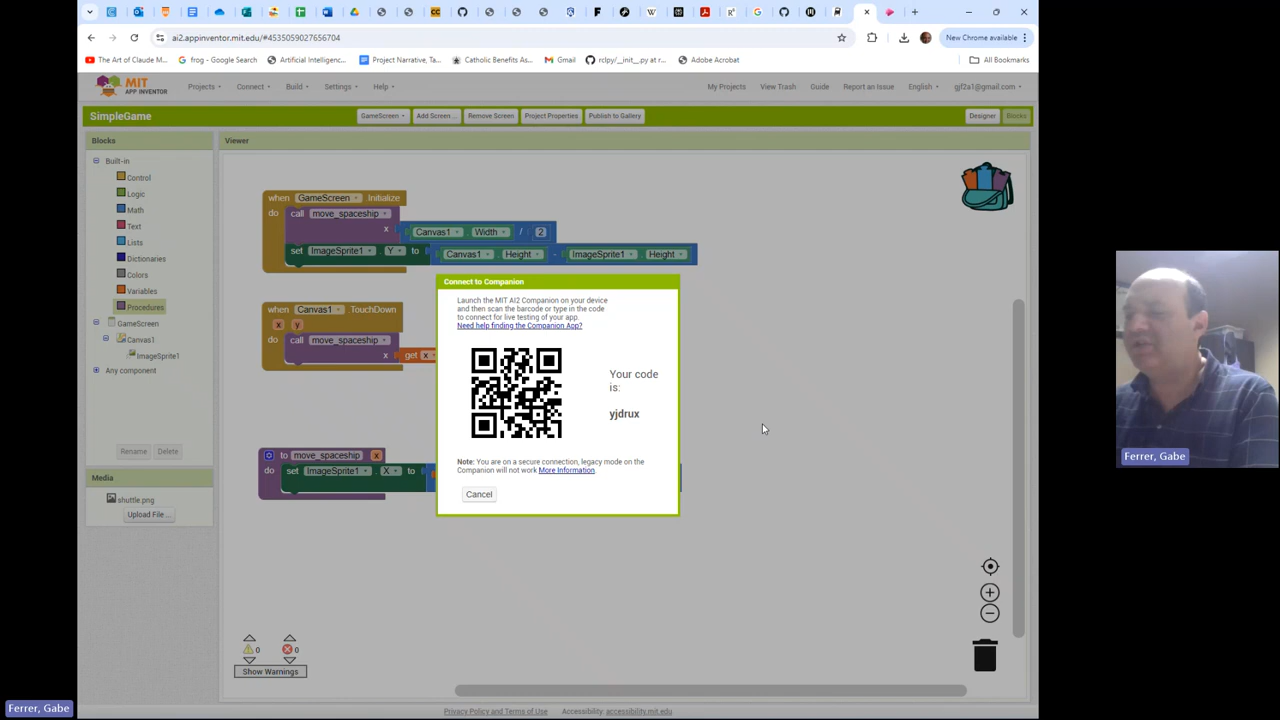 ai2.appinventor.mit.edu/#4535059027656704
New Chrome available
The Art of Claude M...
frog - Google Search
Artificial Intelligenc...
Project Narrative, Ta...
Catholic Benefits As...
Gmail
rclpy/__init__.py at r...
Adobe Acrobat
All Bookmarks
MIT
APP INVENTOR
Projects
Connect
Build
Settings
Help
My Projects
View Trash
Guide
Report an Issue
English
gjf2a1@gmail.com
SimpleGame
GameScreen
Add Screen ...
Remove Screen
Project Properties
Publish to Gallery
Designer
Blocks
Blocks
Viewer
Built-in
Control
Logic
Math
Text
Lists
Dictionaries
Colors
Variables
Procedures
GameScreen
Canvas1
ImageSprite1
Any component
Rename
Delete
Media
shuttle.png
Upload File ...
when GameScreen .Initialize
do call move_spaceship
x Canvas1 . Width / 2
set ImageSprite1 . Y to Canvas1 . Height - ImageSprite1 . Height
when Canvas1 .TouchDown
x y
do call move_spaceship
x get x
to move_spaceship x
do set ImageSprite1 . X to
Connect to Companion
Launch the MIT AI2 Companion on your device
and then scan the barcode or type in the code
to connect for live testing of your app.
Need help finding the Companion App?
Your code
is:
yjdrux
Note: You are on a secure connection, legacy mode on the
Companion will not work More Information.
Cancel
0
0
Show Warnings
Privacy Policy and Terms of Use
Accessibility: accessibility.mit.edu
Ferrer, Gabe
Ferrer, Gabe